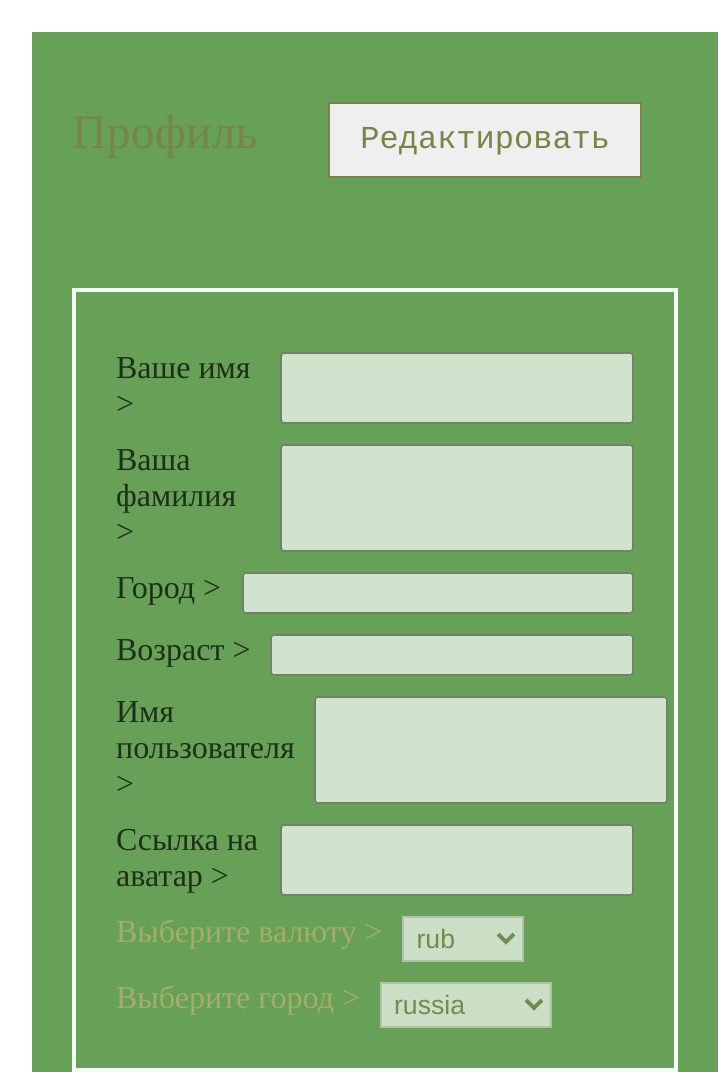 Профиль
Редактировать
Ваше имя
>
Ваша
фамилия
>
Город >
Возраст >
Имя
пользователя
>
Ссылка на
аватар >
Выберите валюту > rub
Выберите город > russia